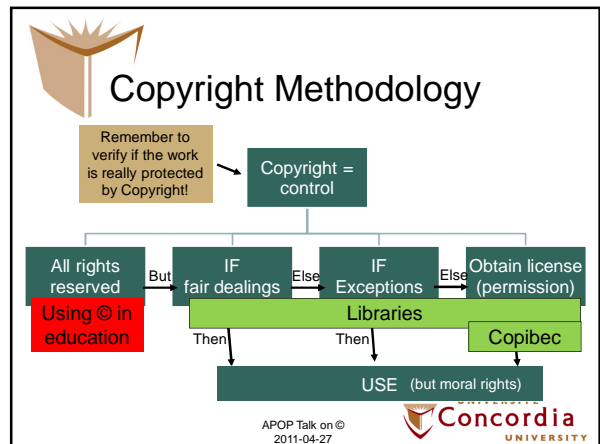 Copyright Methodology
Remember to
verify if the work
is really protected
by Copyright!
Copyright =
control
All rights
reserved
But
IF
fair dealings
Else
IF
Exceptions
Else
Obtain license
(permission)
Using © in
education
Libraries
Then
Then
Copibec
USE (but moral rights)
APOP Talk on ©
2011-04-27
UNIVERSITÉ
Concordia
UNIVERSITY